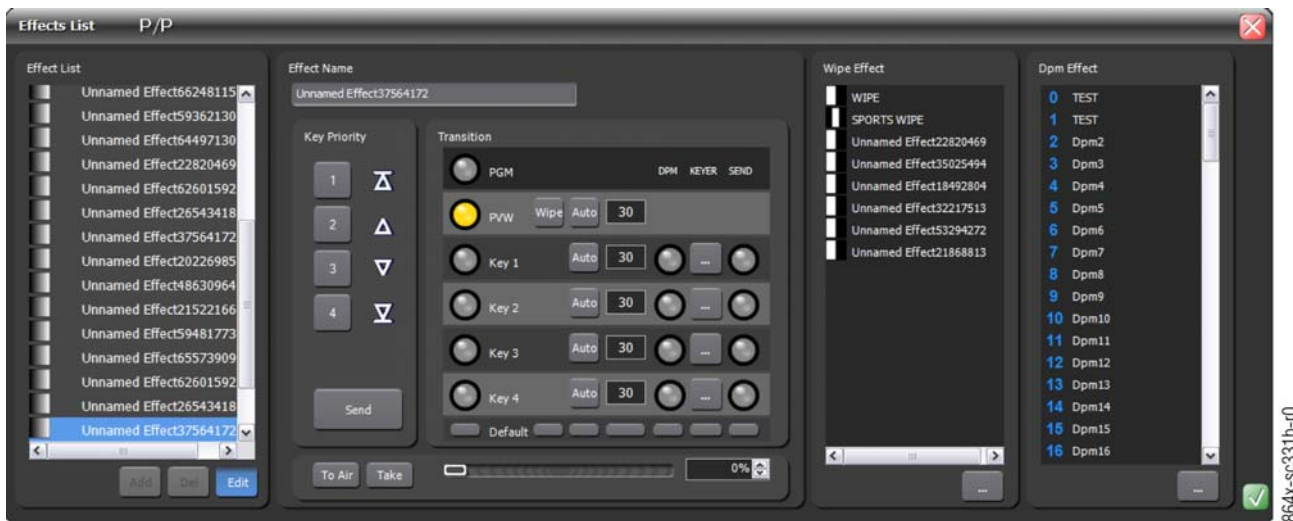 Effects List P/P
Effect List
Unnamed Effect66248115
Unnamed Effect59362130
Unnamed Effect64497130
Unnamed Effect22820469
Unnamed Effect62601592
Unnamed Effect26543418
Unnamed Effect37564172
Unnamed Effect20226985
Unnamed Effect48630964
Unnamed Effect21522166
Unnamed Effect59481773
Unnamed Effect65573909
Unnamed Effect62601592
Unnamed Effect26543418
Unnamed Effect37564172
Add Del Edit
Effect Name
Unnamed Effect37564172
Key Priority
1
2
3
4
Send
Transition
PGM DPM KEYER SEND
PVW Wipe Auto 30
Key 1 Auto 30 ...
Key 2 Auto 30 ...
Key 3 Auto 30 ...
Key 4 Auto 30 ...
Default
To Air Take 0%
Wipe Effect
WIPE
SPORTS WIPE
Unnamed Effect22820469
Unnamed Effect35025494
Unnamed Effect18492804
Unnamed Effect32217513
Unnamed Effect53294272
Unnamed Effect21868813
...
Dpm Effect
0 TEST
1 TEST
2 Dpm2
3 Dpm3
4 Dpm4
5 Dpm5
6 Dpm6
7 Dpm7
8 Dpm8
9 Dpm9
10 Dpm10
11 Dpm11
12 Dpm12
13 Dpm13
14 Dpm14
15 Dpm15
16 Dpm16
...
864x-sc331b-r0